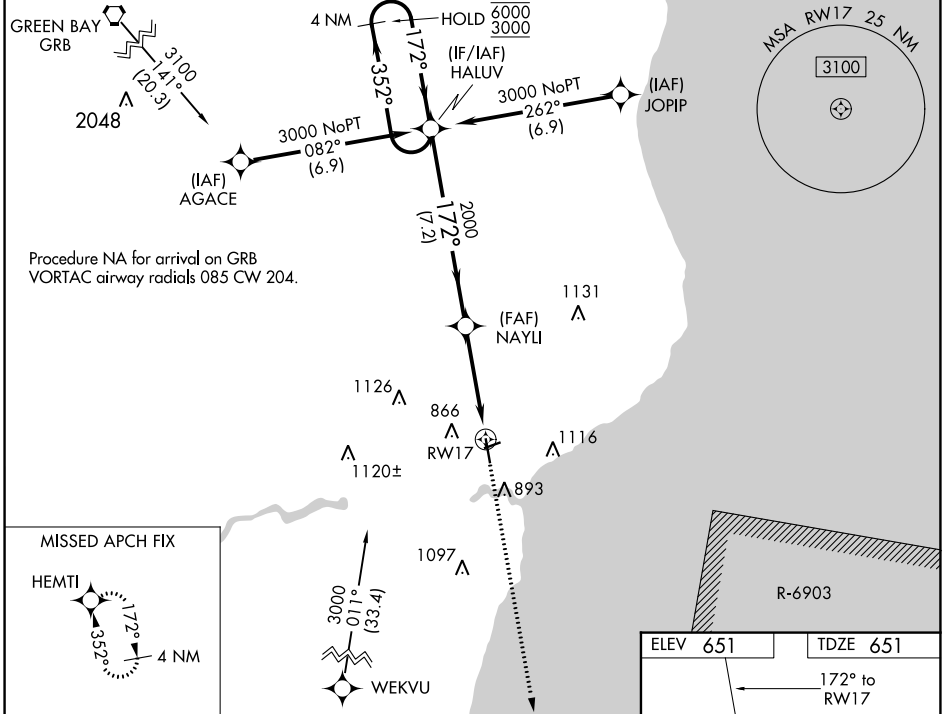 GREEN BAY
GRB
3100
141°
(20.3)
2048
4 NM
HOLD 6000
3000
172°
352°
(IF/IAF)
HALUV
3000 NoPT
262°
(6.9)
(IAF)
JOPIP
MSA RW17 25 NM
3100
3000 NoPT
082°
(6.9)
(IAF)
AGACE
2000
172°
(7.2)
Procedure NA for arrival on GRB
VORTAC airway radials 085 CW 204.
1131
(FAF)
NAYLI
1126
866
RW17
1116
1120±
893
MISSED APCH FIX
HEMTI
172°
352°
4 NM
1097
3000
011°
(33.4)
WEKVU
R-6903
ELEV 651
TDZE 651
172° to
RW17